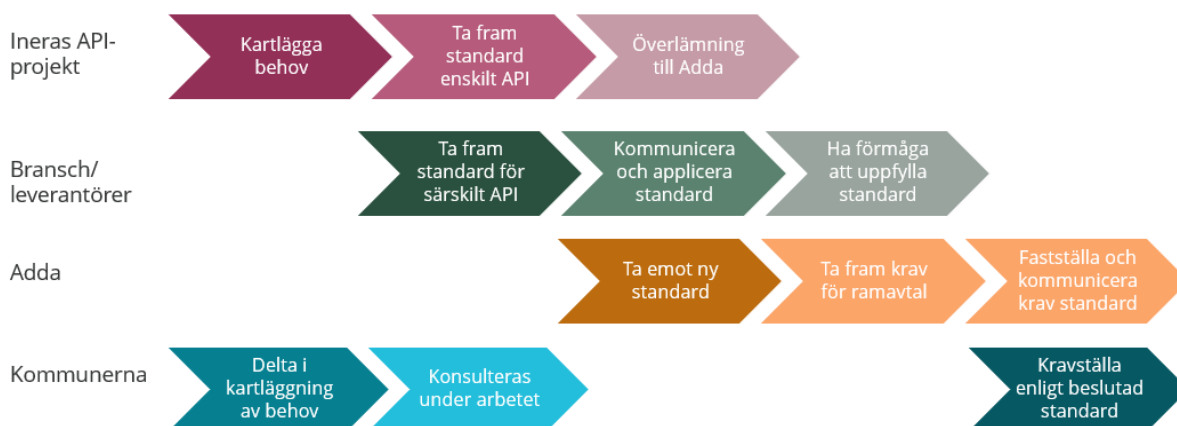 Ineras API-
projekt
Kartlägga
behov
Ta fram
standard
enskilt API
Överlämning
till Adda
Bransch/
leverantörer
Ta fram
standard för
särskilt API
Kommunicera
och applicera
standard
Ha förmåga
att uppfylla
standard
Adda
Ta emot ny
standard
Ta fram krav
för ramavtal
Fastställa och
kommunicera
krav standard
Kommunerna
Delta i
kartläggning
av behov
Konsulteras
under arbetet
Kravställa
enligt beslutad
standard